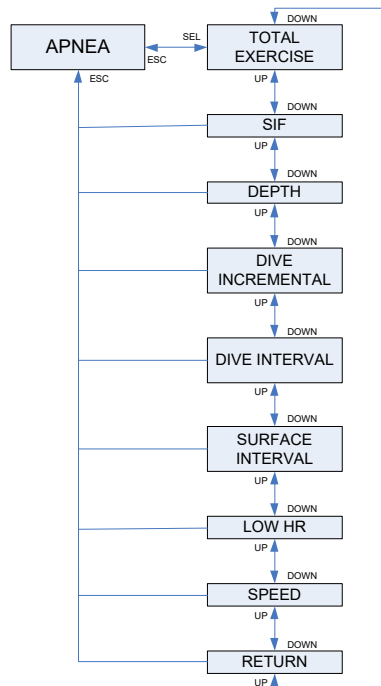 DOWN
APNEA
SEL
ESC
TOTAL
EXERCISE
ESC
UP
DOWN
SIF
UP
DOWN
DEPTH
UP
DOWN
DIVE
INCREMENTAL
UP
DOWN
DIVE INTERVAL
UP
DOWN
SURFACE
INTERVAL
UP
DOWN
LOW HR
UP
DOWN
SPEED
UP
DOWN
RETURN
UP